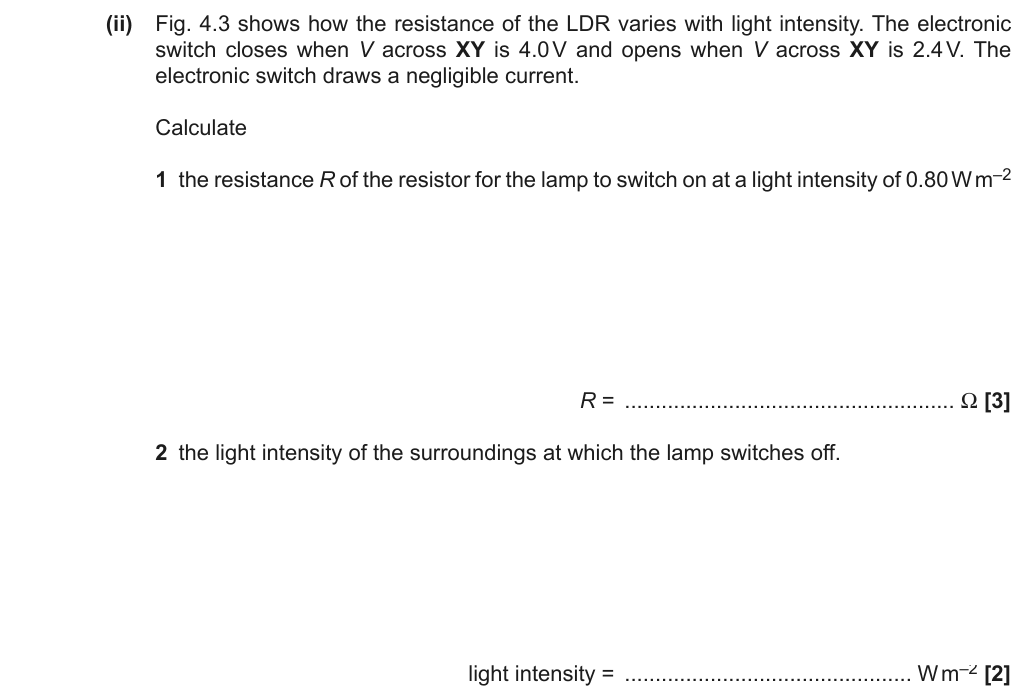 (ii) Fig. 4.3 shows how the resistance of the LDR varies with light intensity. The electronic
switch closes when V across XY is 4.0 V and opens when V across XY is 2.4 V. The
electronic switch draws a negligible current.
Calculate
1 the resistance R of the resistor for the lamp to switch on at a light intensity of 0.80 W m⁻²
R = ...................................................... Ω [3]
2 the light intensity of the surroundings at which the lamp switches off.
light intensity = ............................................... W m⁻² [2]